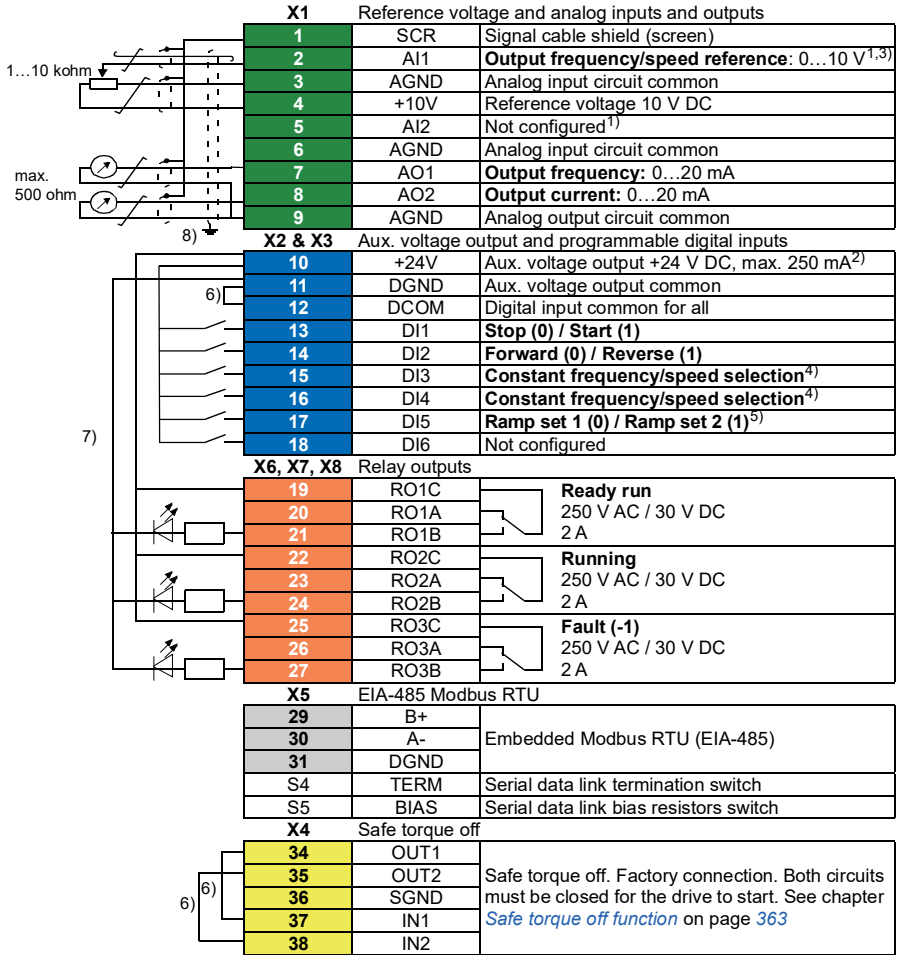 X1 Reference voltage and analog inputs and outputs
1 SCR Signal cable shield (screen)
2 AI1 Output frequency/speed reference: 0…10 V1,3)
1…10 kohm
3 AGND Analog input circuit common
4 +10V Reference voltage 10 V DC
5 AI2 Not configured1)
6 AGND Analog input circuit common
max.
500 ohm
7 AO1 Output frequency: 0…20 mA
8 AO2 Output current: 0…20 mA
9 AGND Analog output circuit common
8)
X2 & X3 Aux. voltage output and programmable digital inputs
10 +24V Aux. voltage output +24 V DC, max. 250 mA2)
11 DGND Aux. voltage output common
6)
12 DCOM Digital input common for all
13 DI1 Stop (0) / Start (1)
14 DI2 Forward (0) / Reverse (1)
15 DI3 Constant frequency/speed selection4)
16 DI4 Constant frequency/speed selection4)
17 DI5 Ramp set 1 (0) / Ramp set 2 (1)5)
7)
18 DI6 Not configured
X6, X7, X8 Relay outputs
19 RO1C Ready run
20 RO1A 250 V AC / 30 V DC
21 RO1B 2 A
22 RO2C Running
23 RO2A 250 V AC / 30 V DC
24 RO2B 2 A
25 RO3C Fault (-1)
26 RO3A 250 V AC / 30 V DC
27 RO3B 2 A
X5 EIA-485 Modbus RTU
29 B+
30 A- Embedded Modbus RTU (EIA-485)
31 DGND
S4 TERM Serial data link termination switch
S5 BIAS Serial data link bias resistors switch
X4 Safe torque off
34 OUT1
35 OUT2 Safe torque off. Factory connection. Both circuits
6) 6) 36 SGND must be closed for the drive to start. See chapter
37 IN1 Safe torque off function on page 363
38 IN2